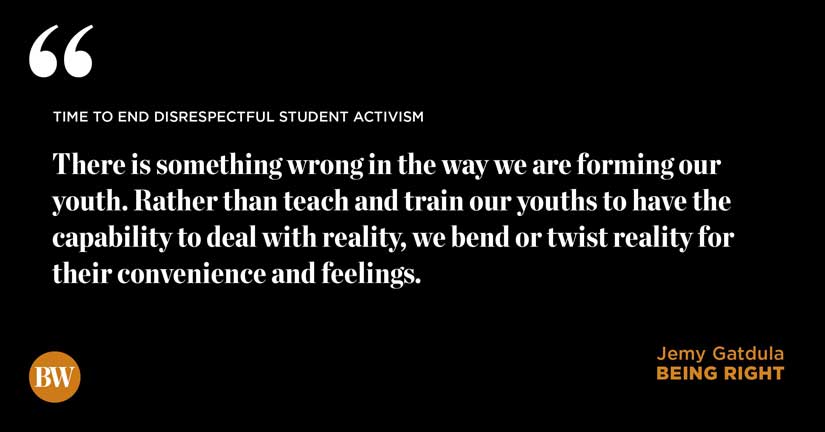 “
TIME TO END DISRESPECTFUL STUDENT ACTIVISM
There is something wrong in the way we are forming our
youth. Rather than teach and train our youths to have the
capability to deal with reality, we bend or twist reality for
their convenience and feelings.
Jemy Gatdula
BEING RIGHT
BW